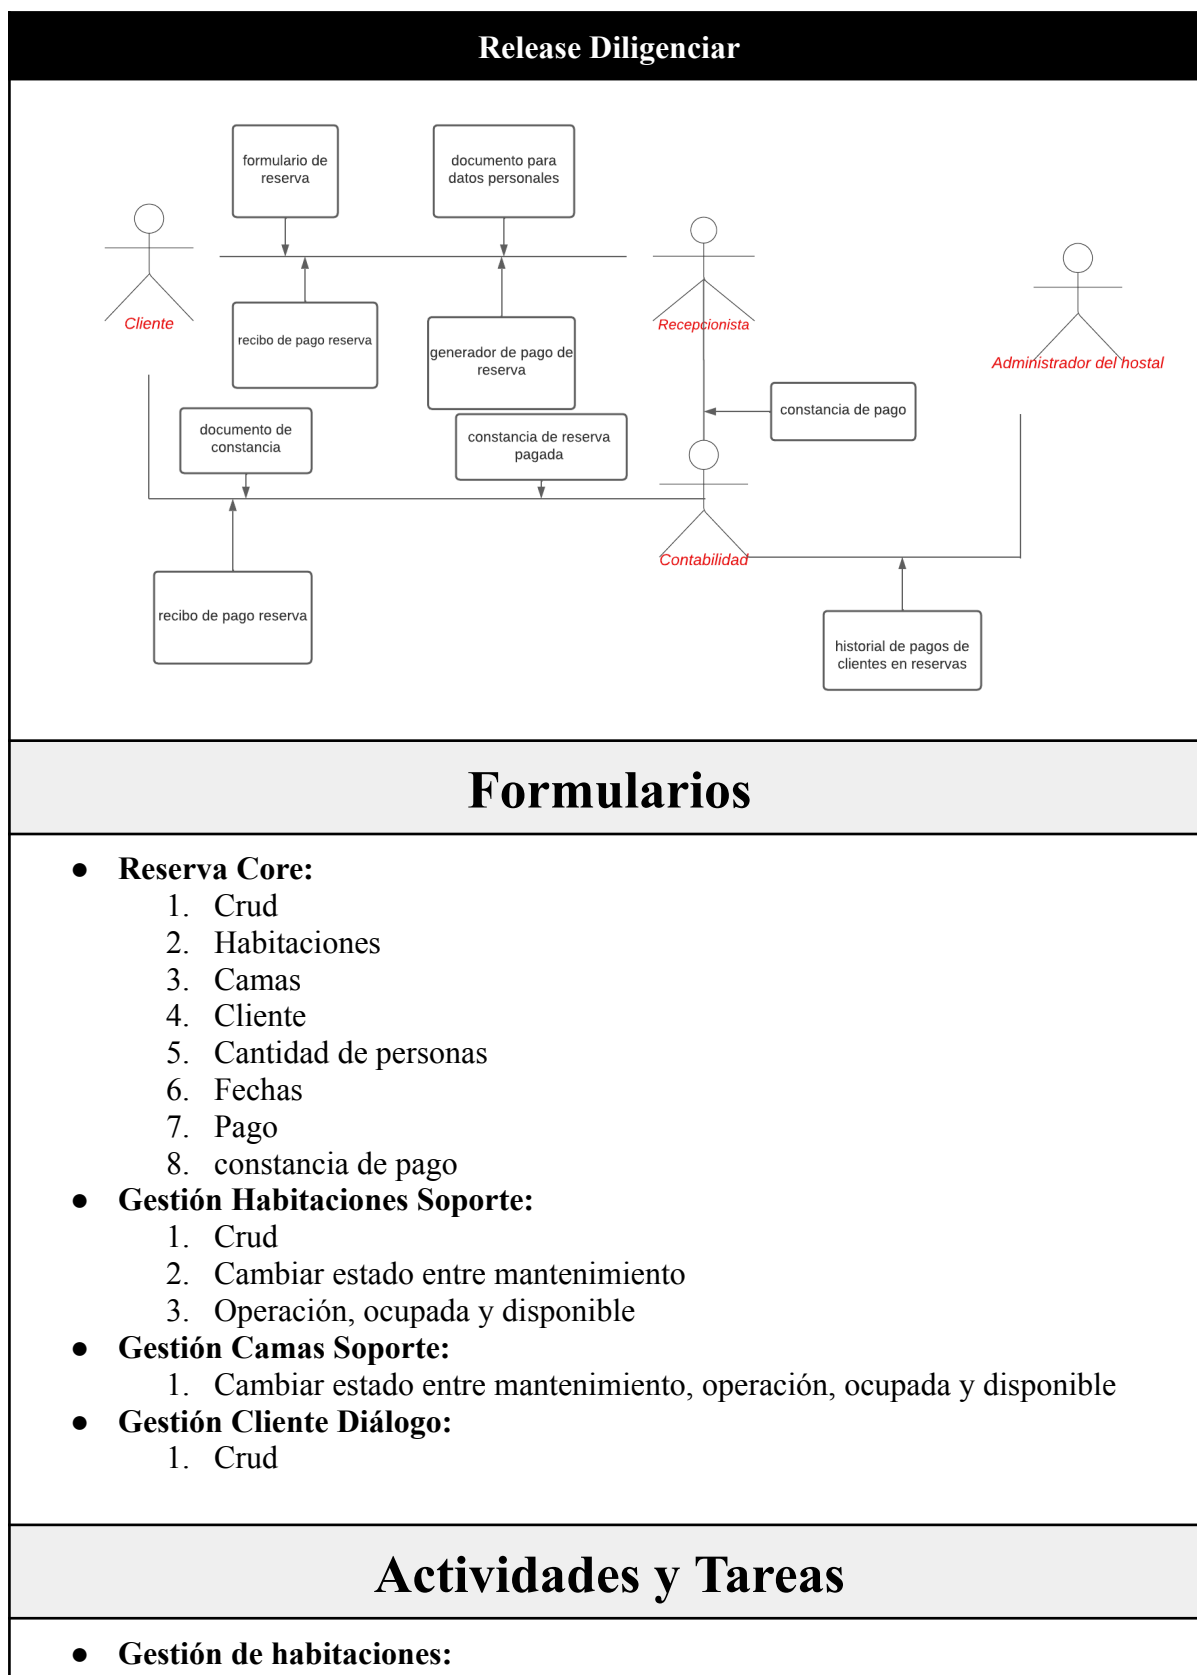 Release Diligenciar
formulario de
reserva
documento para
datos personales
Cliente
recibo de pago reserva
generador de pago de
reserva
Recepcionista
Administrador del hostal
constancia de pago
documento de
constancia
constancia de reserva
pagada
Contabilidad
recibo de pago reserva
historial de pagos de
clientes en reservas
Formularios
● Reserva Core:
1. Crud
2. Habitaciones
3. Camas
4. Cliente
5. Cantidad de personas
6. Fechas
7. Pago
8. constancia de pago
● Gestión Habitaciones Soporte:
1. Crud
2. Cambiar estado entre mantenimiento
3. Operación, ocupada y disponible
● Gestión Camas Soporte:
1. Cambiar estado entre mantenimiento, operación, ocupada y disponible
● Gestión Cliente Diálogo:
1. Crud
Actividades y Tareas
● Gestión de habitaciones: